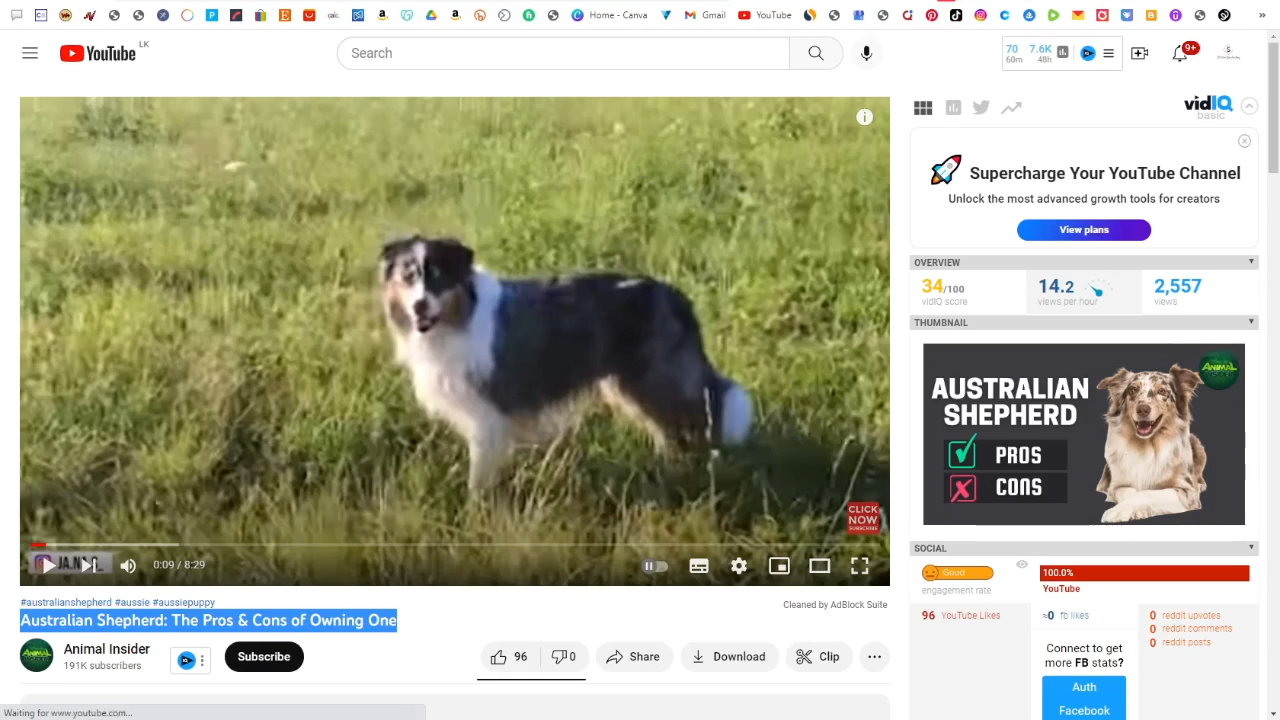 calc.
Home - Canva
Gmail
YouTube
»
YouTube LK
Search
70 7.6K
60m 48h
9+
i
vidIQ
basic
Supercharge Your YouTube Channel
Unlock the most advanced growth tools for creators
View plans
OVERVIEW
34/100 14.2 2,557
vidIQ score views per hour views
THUMBNAIL
ANIMAL
AUSTRALIAN
SHEPHERD
PROS
CONS
CLICK
NOW
SUBSCRIBE
0:09 / 8:29
SOCIAL
Good 100.0%
engagement rate YouTube
96 YouTube Likes ≈0 fb likes 0 reddit upvotes
0 reddit comments
0 reddit posts
Connect to get
more FB stats?
Auth
Facebook
#australianshepherd #aussie #aussiepuppy
Cleaned by AdBlock Suite
Australian Shepherd: The Pros & Cons of Owning One
Animal Insider
191K subscribers
Subscribe
96 0 Share Download Clip
Waiting for www.youtube.com...